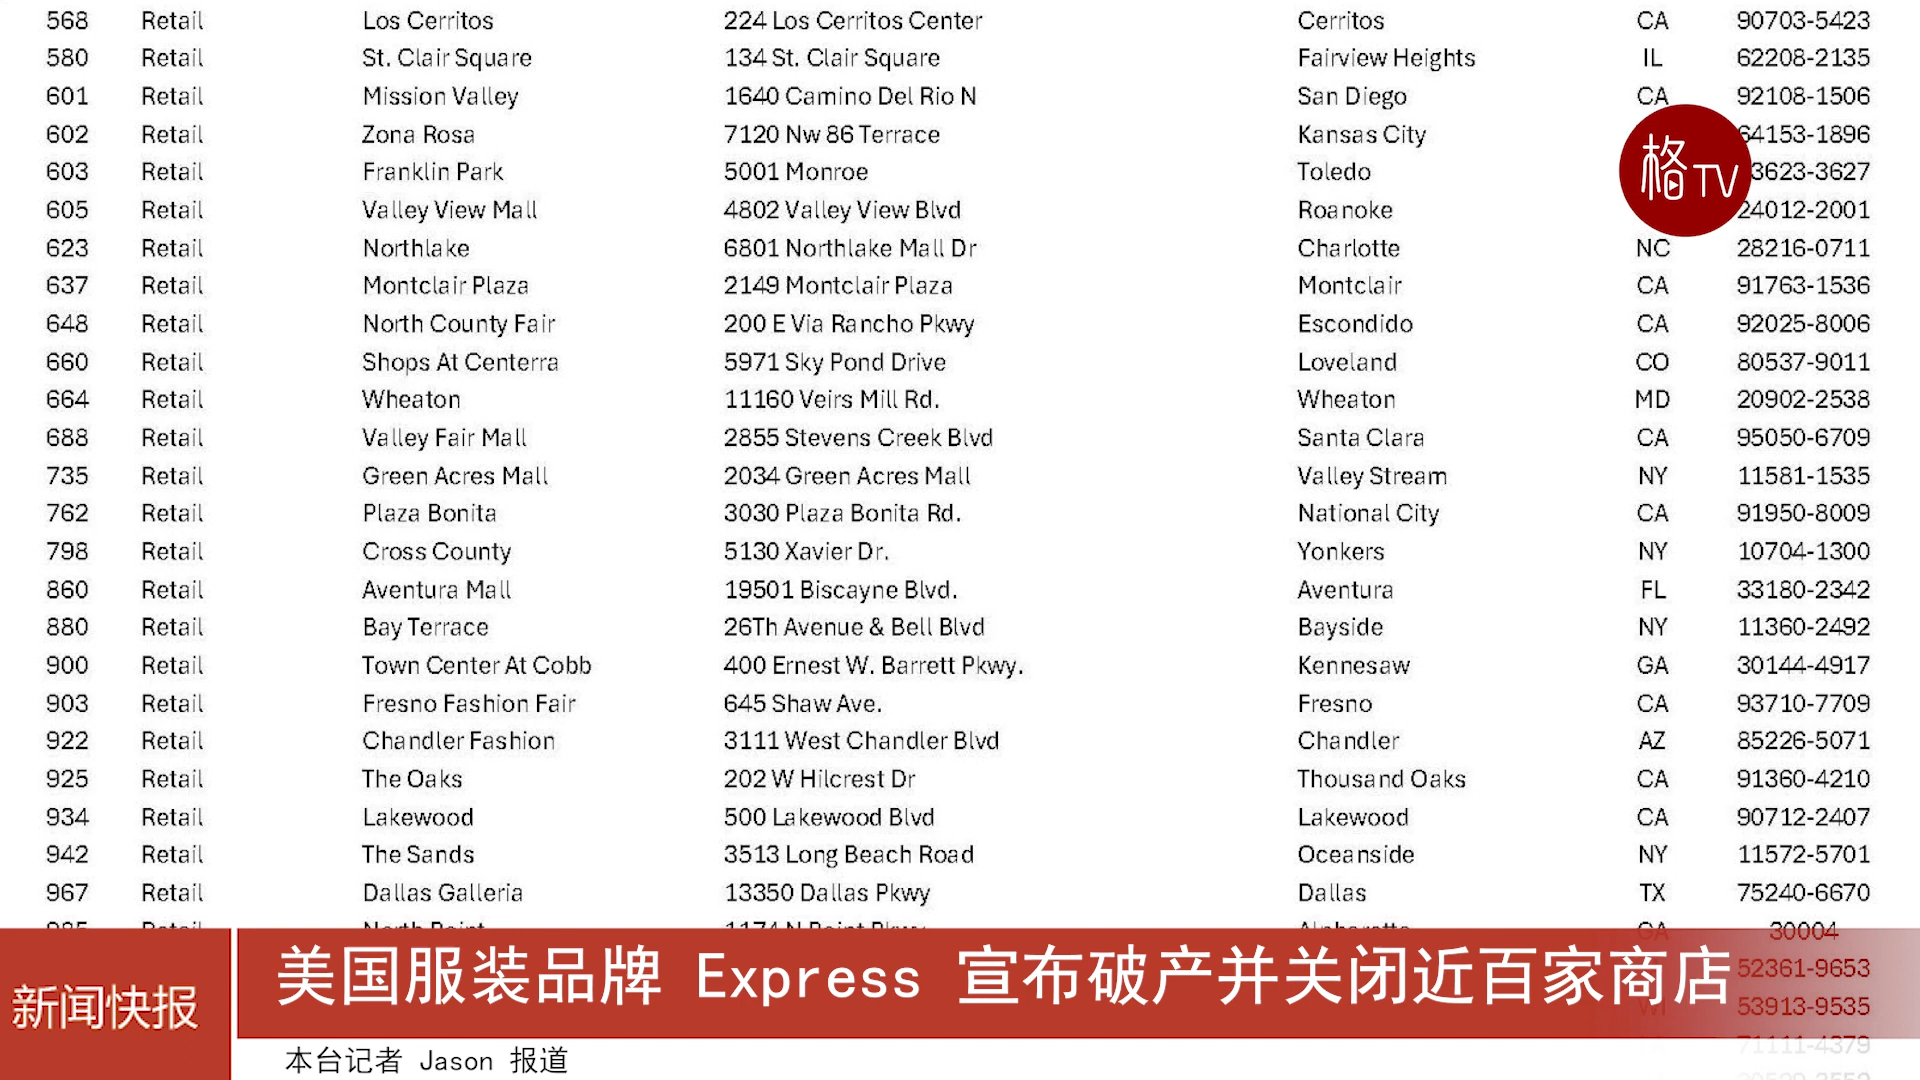 568 Retail Los Cerritos 224 Los Cerritos Center Cerritos CA 90703-5423
580 Retail St. Clair Square 134 St. Clair Square Fairview Heights IL 62208-2135
601 Retail Mission Valley 1640 Camino Del Rio N San Diego CA 92108-1506
602 Retail Zona Rosa 7120 Nw 86 Terrace Kansas City 64153-1896
603 Retail Franklin Park 5001 Monroe Toledo 3623-3627
605 Retail Valley View Mall 4802 Valley View Blvd Roanoke 24012-2001
格TV
623 Retail Northlake 6801 Northlake Mall Dr Charlotte NC 28216-0711
637 Retail Montclair Plaza 2149 Montclair Plaza Montclair CA 91763-1536
648 Retail North County Fair 200 E Via Rancho Pkwy Escondido CA 92025-8006
660 Retail Shops At Centerra 5971 Sky Pond Drive Loveland CO 80537-9011
664 Retail Wheaton 11160 Veirs Mill Rd. Wheaton MD 20902-2538
688 Retail Valley Fair Mall 2855 Stevens Creek Blvd Santa Clara CA 95050-6709
735 Retail Green Acres Mall 2034 Green Acres Mall Valley Stream NY 11581-1535
762 Retail Plaza Bonita 3030 Plaza Bonita Rd. National City CA 91950-8009
798 Retail Cross County 5130 Xavier Dr. Yonkers NY 10704-1300
860 Retail Aventura Mall 19501 Biscayne Blvd. Aventura FL 33180-2342
880 Retail Bay Terrace 26Th Avenue & Bell Blvd Bayside NY 11360-2492
900 Retail Town Center At Cobb 400 Ernest W. Barrett Pkwy. Kennesaw GA 30144-4917
903 Retail Fresno Fashion Fair 645 Shaw Ave. Fresno CA 93710-7709
922 Retail Chandler Fashion 3111 West Chandler Blvd Chandler AZ 85226-5071
925 Retail The Oaks 202 W Hilcrest Dr Thousand Oaks CA 91360-4210
934 Retail Lakewood 500 Lakewood Blvd Lakewood CA 90712-2407
942 Retail The Sands 3513 Long Beach Road Oceanside NY 11572-5701
967 Retail Dallas Galleria 13350 Dallas Pkwy Dallas TX 75240-6670
GA 30004
52361-9653
WI 53913-9535
71111-4379
新闻快报
美国服装品牌 Express 宣布破产并关闭近百家商店
本台记者 Jason 报道